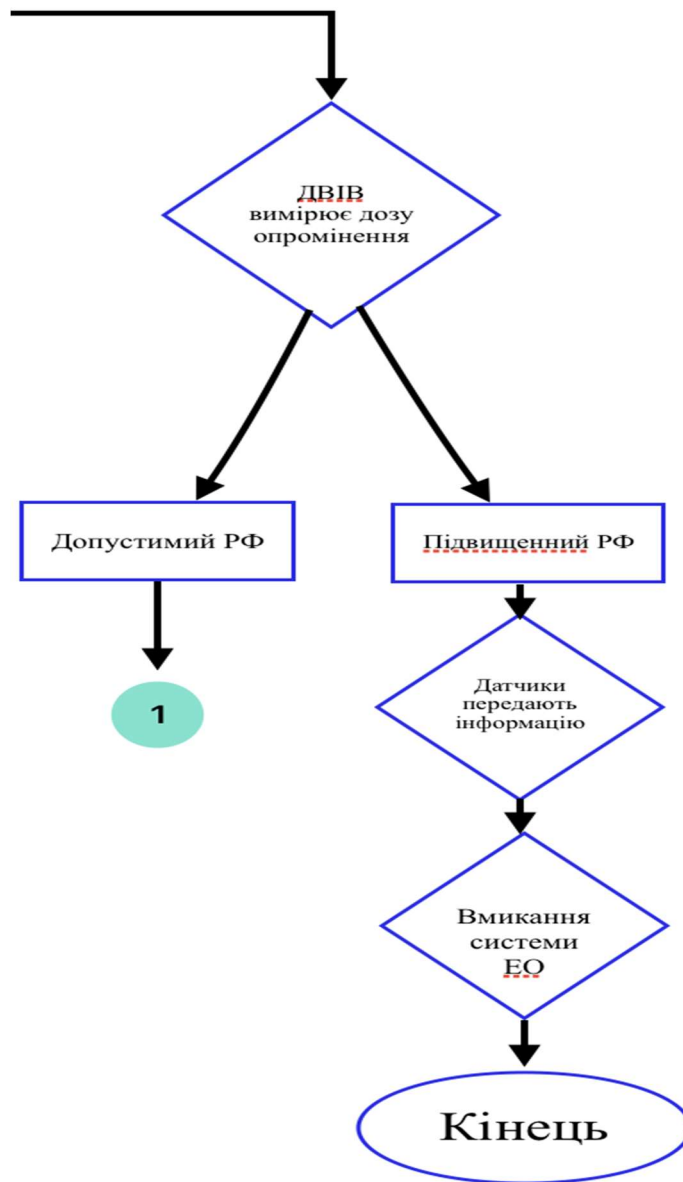 ДВІВ
вимірює дозу
опромінення
Допустимий РФ
Підвищенний РФ
1
Датчики
передають
інформацію
Вмикання
системи
ЕО
Кінець